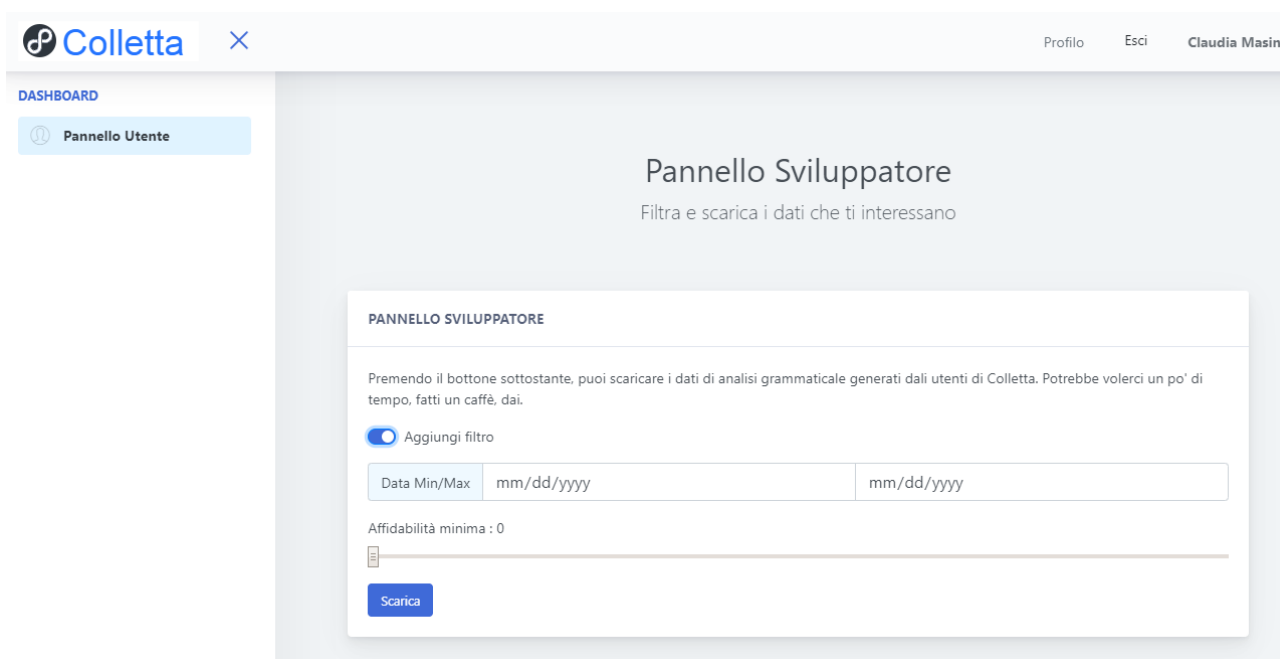 Colletta
Profilo Esci Claudia Masin
DASHBOARD
Pannello Utente
Pannello Sviluppatore
Filtra e scarica i dati che ti interessano
PANNELLO SVILUPPATORE
Premendo il bottone sottostante, puoi scaricare i dati di analisi grammaticale generati dali utenti di Colletta. Potrebbe volerci un po' di
tempo, fatti un caffè, dai.
Aggiungi filtro
Data Min/Max mm/dd/yyyy mm/dd/yyyy
Affidabilità minima : 0
Scarica